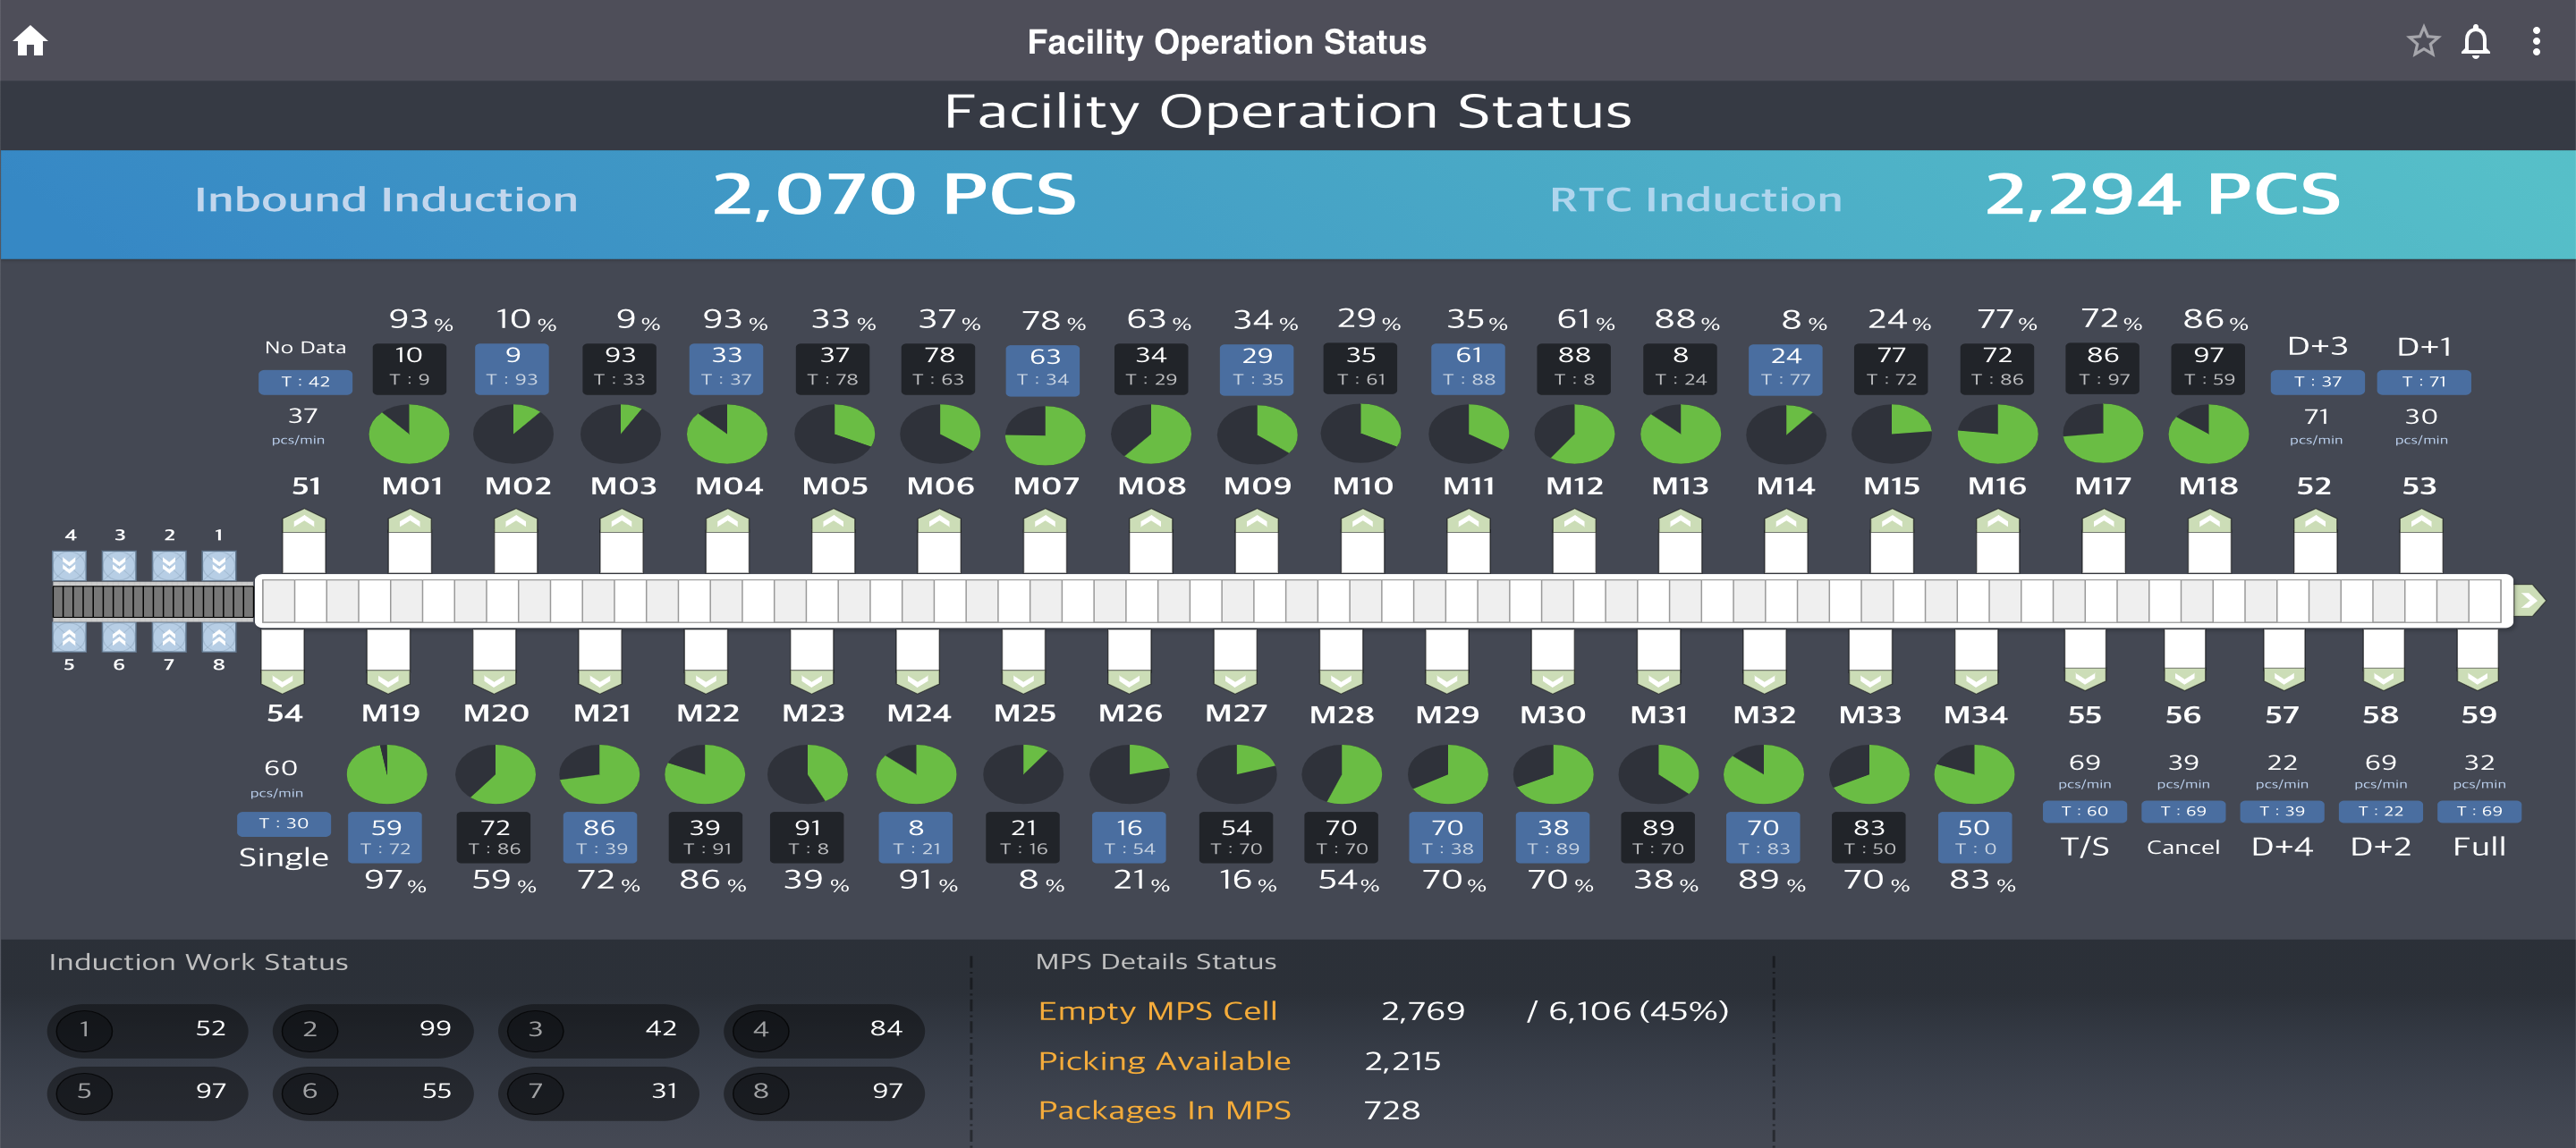 Facility Operation Status
Facility Operation Status
Inbound Induction 2,070 PCS RTC Induction 2,294 PCS
93 % 10 % 9 % 93 % 33 % 37 % 78 % 63 % 34 % 29 % 35 % 61 % 88 % 8 % 24 % 77 % 72 % 86 %
No Data 10 9 93 33 37 78 63 34 29 35 61 88 8 24 77 72 86 97 D+3 D+1
T : 42 T : 9 T : 93 T : 33 T : 37 T : 78 T : 63 T : 34 T : 29 T : 35 T : 61 T : 88 T : 8 T : 24 T : 77 T : 72 T : 86 T : 97 T : 59 T : 37 T : 71
37 71 30
pcs/min pcs/min pcs/min
51 M01 M02 M03 M04 M05 M06 M07 M08 M09 M10 M11 M12 M13 M14 M15 M16 M17 M18 52 53
4 3 2 1
5 6 7 8
54 M19 M20 M21 M22 M23 M24 M25 M26 M27 M28 M29 M30 M31 M32 M33 M34 55 56 57 58 59
60 69 39 22 69 32
pcs/min pcs/min pcs/min pcs/min pcs/min pcs/min
T : 30 T : 60 T : 69 T : 39 T : 22 T : 69
59 72 86 39 91 8 21 16 54 70 70 38 89 70 83 50
T : 72 T : 86 T : 39 T : 91 T : 8 T : 21 T : 16 T : 54 T : 70 T : 70 T : 38 T : 89 T : 70 T : 83 T : 50 T : 0
Single T/S Cancel D+4 D+2 Full
97 % 59 % 72 % 86 % 39 % 91 % 8 % 21 % 16 % 54 % 70 % 70 % 38 % 89 % 70 % 83 %
Induction Work Status
1 52 2 99 3 42 4 84
5 97 6 55 7 31 8 97
MPS Details Status
Empty MPS Cell 2,769 / 6,106 (45%)
Picking Available 2,215
Packages In MPS 728